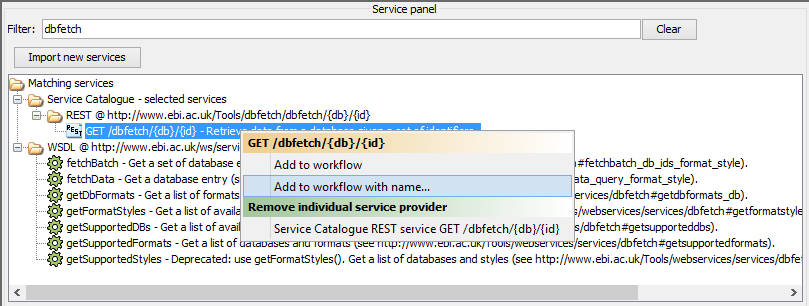 Service panel
Filter: dbfetch Clear
Import new services
Matching services
Service Catalogue - selected services
REST @ http://www.ebi.ac.uk/Tools/dbfetch/dbfetch/{db}/{id}
REST GET /dbfetch/{db}/{id} - Retrieve data from a database given a set of identifiers.
WSDL @ http://www.ebi.ac.uk/ws/servi
fetchBatch - Get a set of database e #fetchbatch_db_ids_format_style).
fetchData - Get a database entry (s ata_query_format_style).
getDbFormats - Get a list of formats dbfetch#getdbformats_db).
getFormatStyles - Get a list of availa s/webservices/services/dbfetch#getformatstyle
getSupportedDBs - Get a list of avail services/dbfetch#getsupporteddbs).
getSupportedFormats - Get a list of databases and formats (see http://www.ebi.ac.uk/Tools/webservices/services/dbfetch#getsupportedformats).
getSupportedStyles - Deprecated: use getFormatStyles(). Get a list of databases and styles (see http://www.ebi.ac.uk/Tools/webservices/services/dbfe
GET /dbfetch/{db}/{id}
Add to workflow
Add to workflow with name...
Remove individual service provider
Service Catalogue REST service GET /dbfetch/{db}/{id}